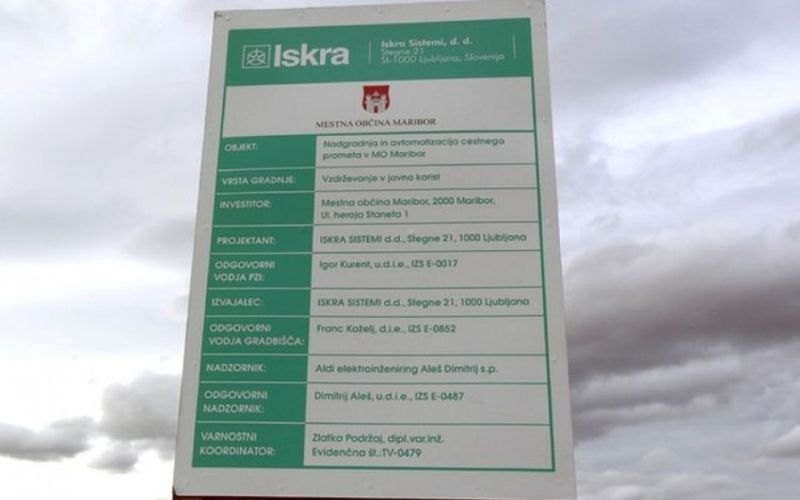 Iskra
Iskra Sistemi, d. d.
Stegne 21
SI-1000 Ljubljana, Slovenija
MESTNA OBČINA MARIBOR
OBJEKT: Nadgradnja in avtomatizacija cestnega
prometa v MO Maribor
VRSTA GRADNJE: Vzdrževanje v javno korist
INVESTITOR: Mestna občina Maribor, 2000 Maribor,
Ul. heroja Staneta 1
PROJEKTANT: ISKRA SISTEMI d.d., Stegne 21, 1000 Ljubljana
ODGOVORNI
VODJA PZI:
Igor Kurent, u.d.i.e., IZS E-0017
IZVAJALEC: ISKRA SISTEMI d.d., Stegne 21, 1000 Ljubljana
ODGOVORNI
VODJA GRADBIŠČA:
Franc Koželj, d.i.e., IZS E-0852
NADZORNIK: Aldi elektroinženiring Aleš Dimitrij s.p.
ODGOVORNI
NADZORNIK:
Dimitrij Aleš, u.d.i.e., IZS E-0487
VARNOSTNI
KOORDINATOR:
Zlatko Podržaj, dipl.var.inž.
Evidenčna št.:TV-0479